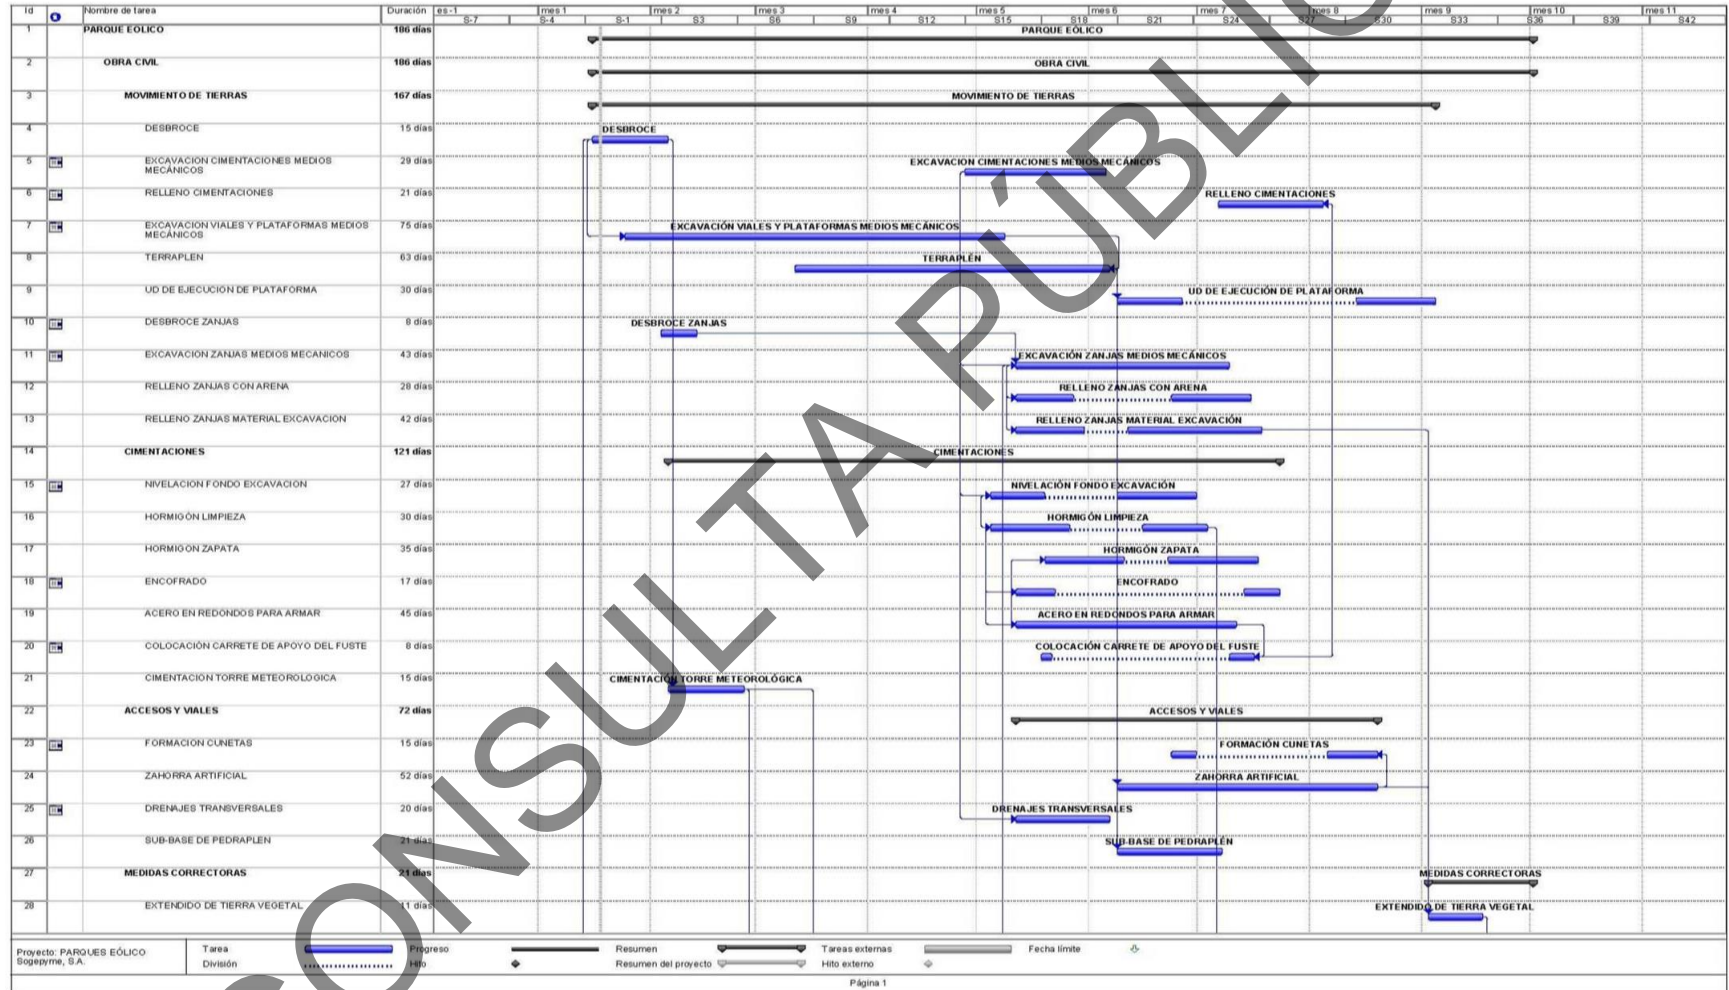 Id Nombre de tarea Duración es -1 mes 1 mes 2 mes 3 mes 4 mes 5 mes 6 mes 7 mes 8 mes 9 mes 10 mes 11
S-7 S-4 S-1 S3 S6 S9 S12 S15 S18 S21 S24 S27 S30 S33 S36 S39 S42
1 PARQUE EOLICO 186 días PARQUE EÓLICO
2 OBRA CIVIL 186 días OBRA CIVIL
3 MOVIMIENTO DE TIERRAS 167 días MOVIMIENTO DE TIERRAS
4 DESBROCE 15 días DESBROCE
5 EXCAVACION CIMENTACIONES MEDIOS MECÁNICOS 29 días EXCAVACION CIMENTACIONES MEDIOS MECÁNICOS
6 RELLENO CIMENTACIONES 21 días RELLENO CIMENTACIONES
7 EXCAVACION VIALES Y PLATAFORMAS MEDIOS MECÁNICOS 75 días EXCAVACIÓN VIALES Y PLATAFORMAS MEDIOS MECÁNICOS
8 TERRAPLEN 63 días TERRAPLÉN
9 UD DE EJECUCION DE PLATAFORMA 30 días UD DE EJECUCIÓN DE PLATAFORMA
10 DESBROCE ZANJAS 8 días DESBROCE ZANJAS
11 EXCAVACION ZANJAS MEDIOS MECANICOS 43 días EXCAVACIÓN ZANJAS MEDIOS MECÁNICOS
12 RELLENO ZANJAS CON ARENA 28 días RELLENO ZANJAS CON ARENA
13 RELLENO ZANJAS MATERIAL EXCAVACION 42 días RELLENO ZANJAS MATERIAL EXCAVACIÓN
14 CIMENTACIONES 121 días CIMENTACIONES
15 NIVELACION FONDO EXCAVACION 27 días NIVELACIÓN FONDO EXCAVACIÓN
16 HORMIGÓN LIMPIEZA 30 días HORMIGÓN LIMPIEZA
17 HORMIGON ZAPATA 35 días HORMIGÓN ZAPATA
18 ENCOFRADO 17 días ENCOFRADO
19 ACERO EN REDONDOS PARA ARMAR 45 días ACERO EN REDONDOS PARA ARMAR
20 COLOCACIÓN CARRETE DE APOYO DEL FUSTE 8 días COLOCACIÓN CARRETE DE APOYO DEL FUSTE
21 CIMENTACION TORRE METEOROLOGICA 15 días CIMENTACIÓN TORRE METEOROLÓGICA
22 ACCESOS Y VIALES 72 días ACCESOS Y VIALES
23 FORMACION CUNETAS 15 días FORMACIÓN CUNETAS
24 ZAHORRA ARTIFICIAL 52 días ZAHORRA ARTIFICIAL
25 DRENAJES TRANSVERSALES 20 días DRENAJES TRANSVERSALES
26 SUB-BASE DE PEDRAPLEN 21 días SUB-BASE DE PEDRAPLÉN
27 MEDIDAS CORRECTORAS 21 días MEDIDAS CORRECTORAS
28 EXTENDIDO DE TIERRA VEGETAL 11 días EXTENDIDO DE TIERRA VEGETAL
CONSULTA PÚBLIC
Proyecto: PARQUES EÓLICO
Sogepyme, S.A.
Tarea Progreso Resumen Tareas externas Fecha límite
División Hito Resumen del proyecto Hito externo
Página 1